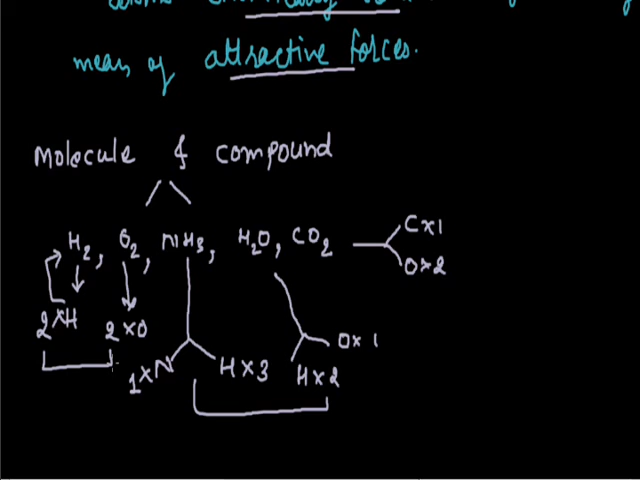 mean of attractive forces.
Molecule & compound
H2, O2, NH3, H2O, CO2
C×1
O×2
2×H 2×O
O×1
1×N H×3 H×2